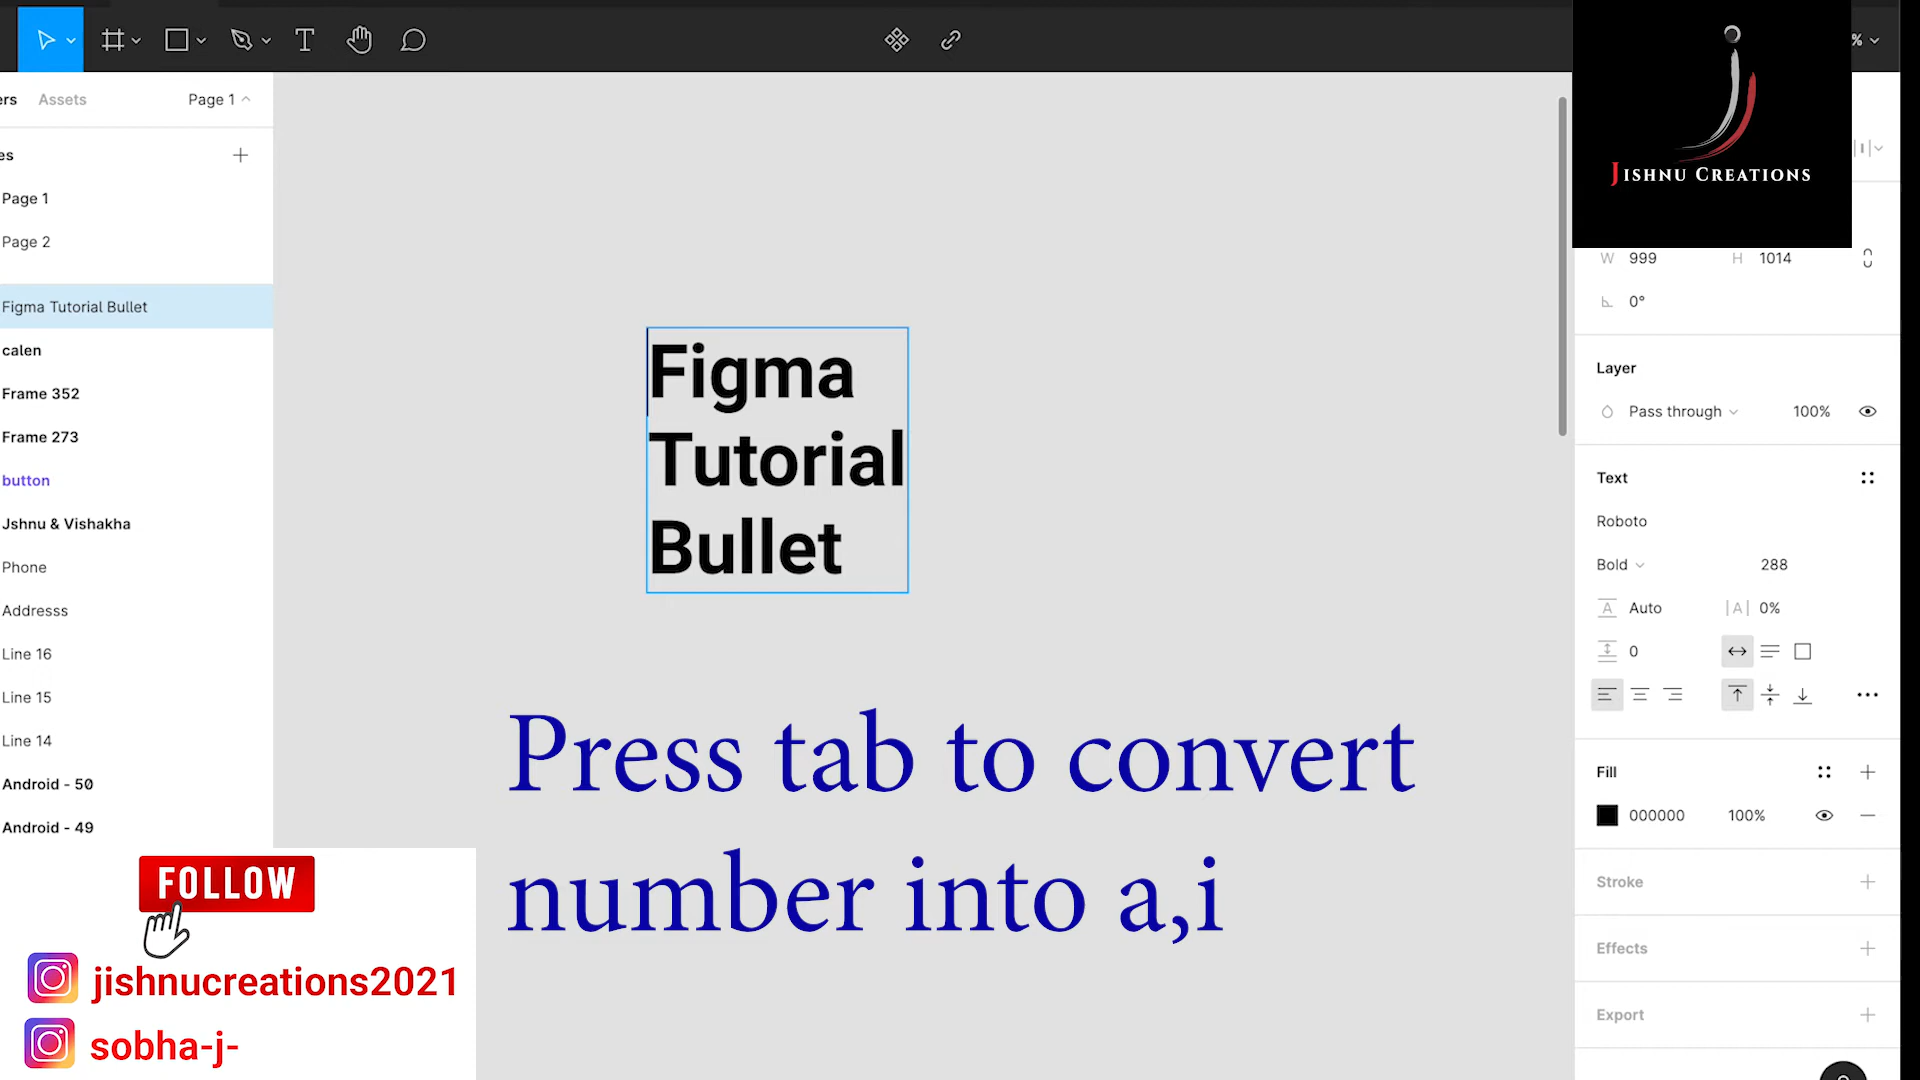 %
ers Assets Page 1
es
Page 1
Page 2
Figma Tutorial Bullet
calen
Frame 352
Frame 273
button
Jshnu & Vishakha
Phone
Addresss
Line 16
Line 15
Line 14
Android - 50
Android - 49
FOLLOW
jishnucreations2021
sobha-j-
Figma
Tutorial
Bullet
Press tab to convert
number into a,i
JISHNU CREATIONS
W 999 H 1014
0°
Layer
Pass through 100%
Text
Roboto
Bold 288
Auto 0%
0
Fill
000000 100%
Stroke
Effects
Export